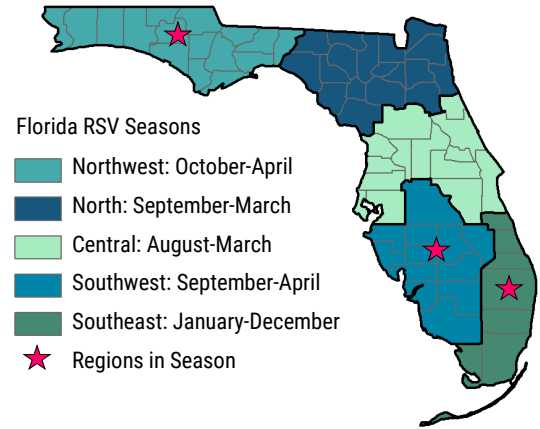 Florida RSV Seasons
Northwest: October-April
North: September-March
Central: August-March
Southwest: September-April
Southeast: January-December
Regions in Season